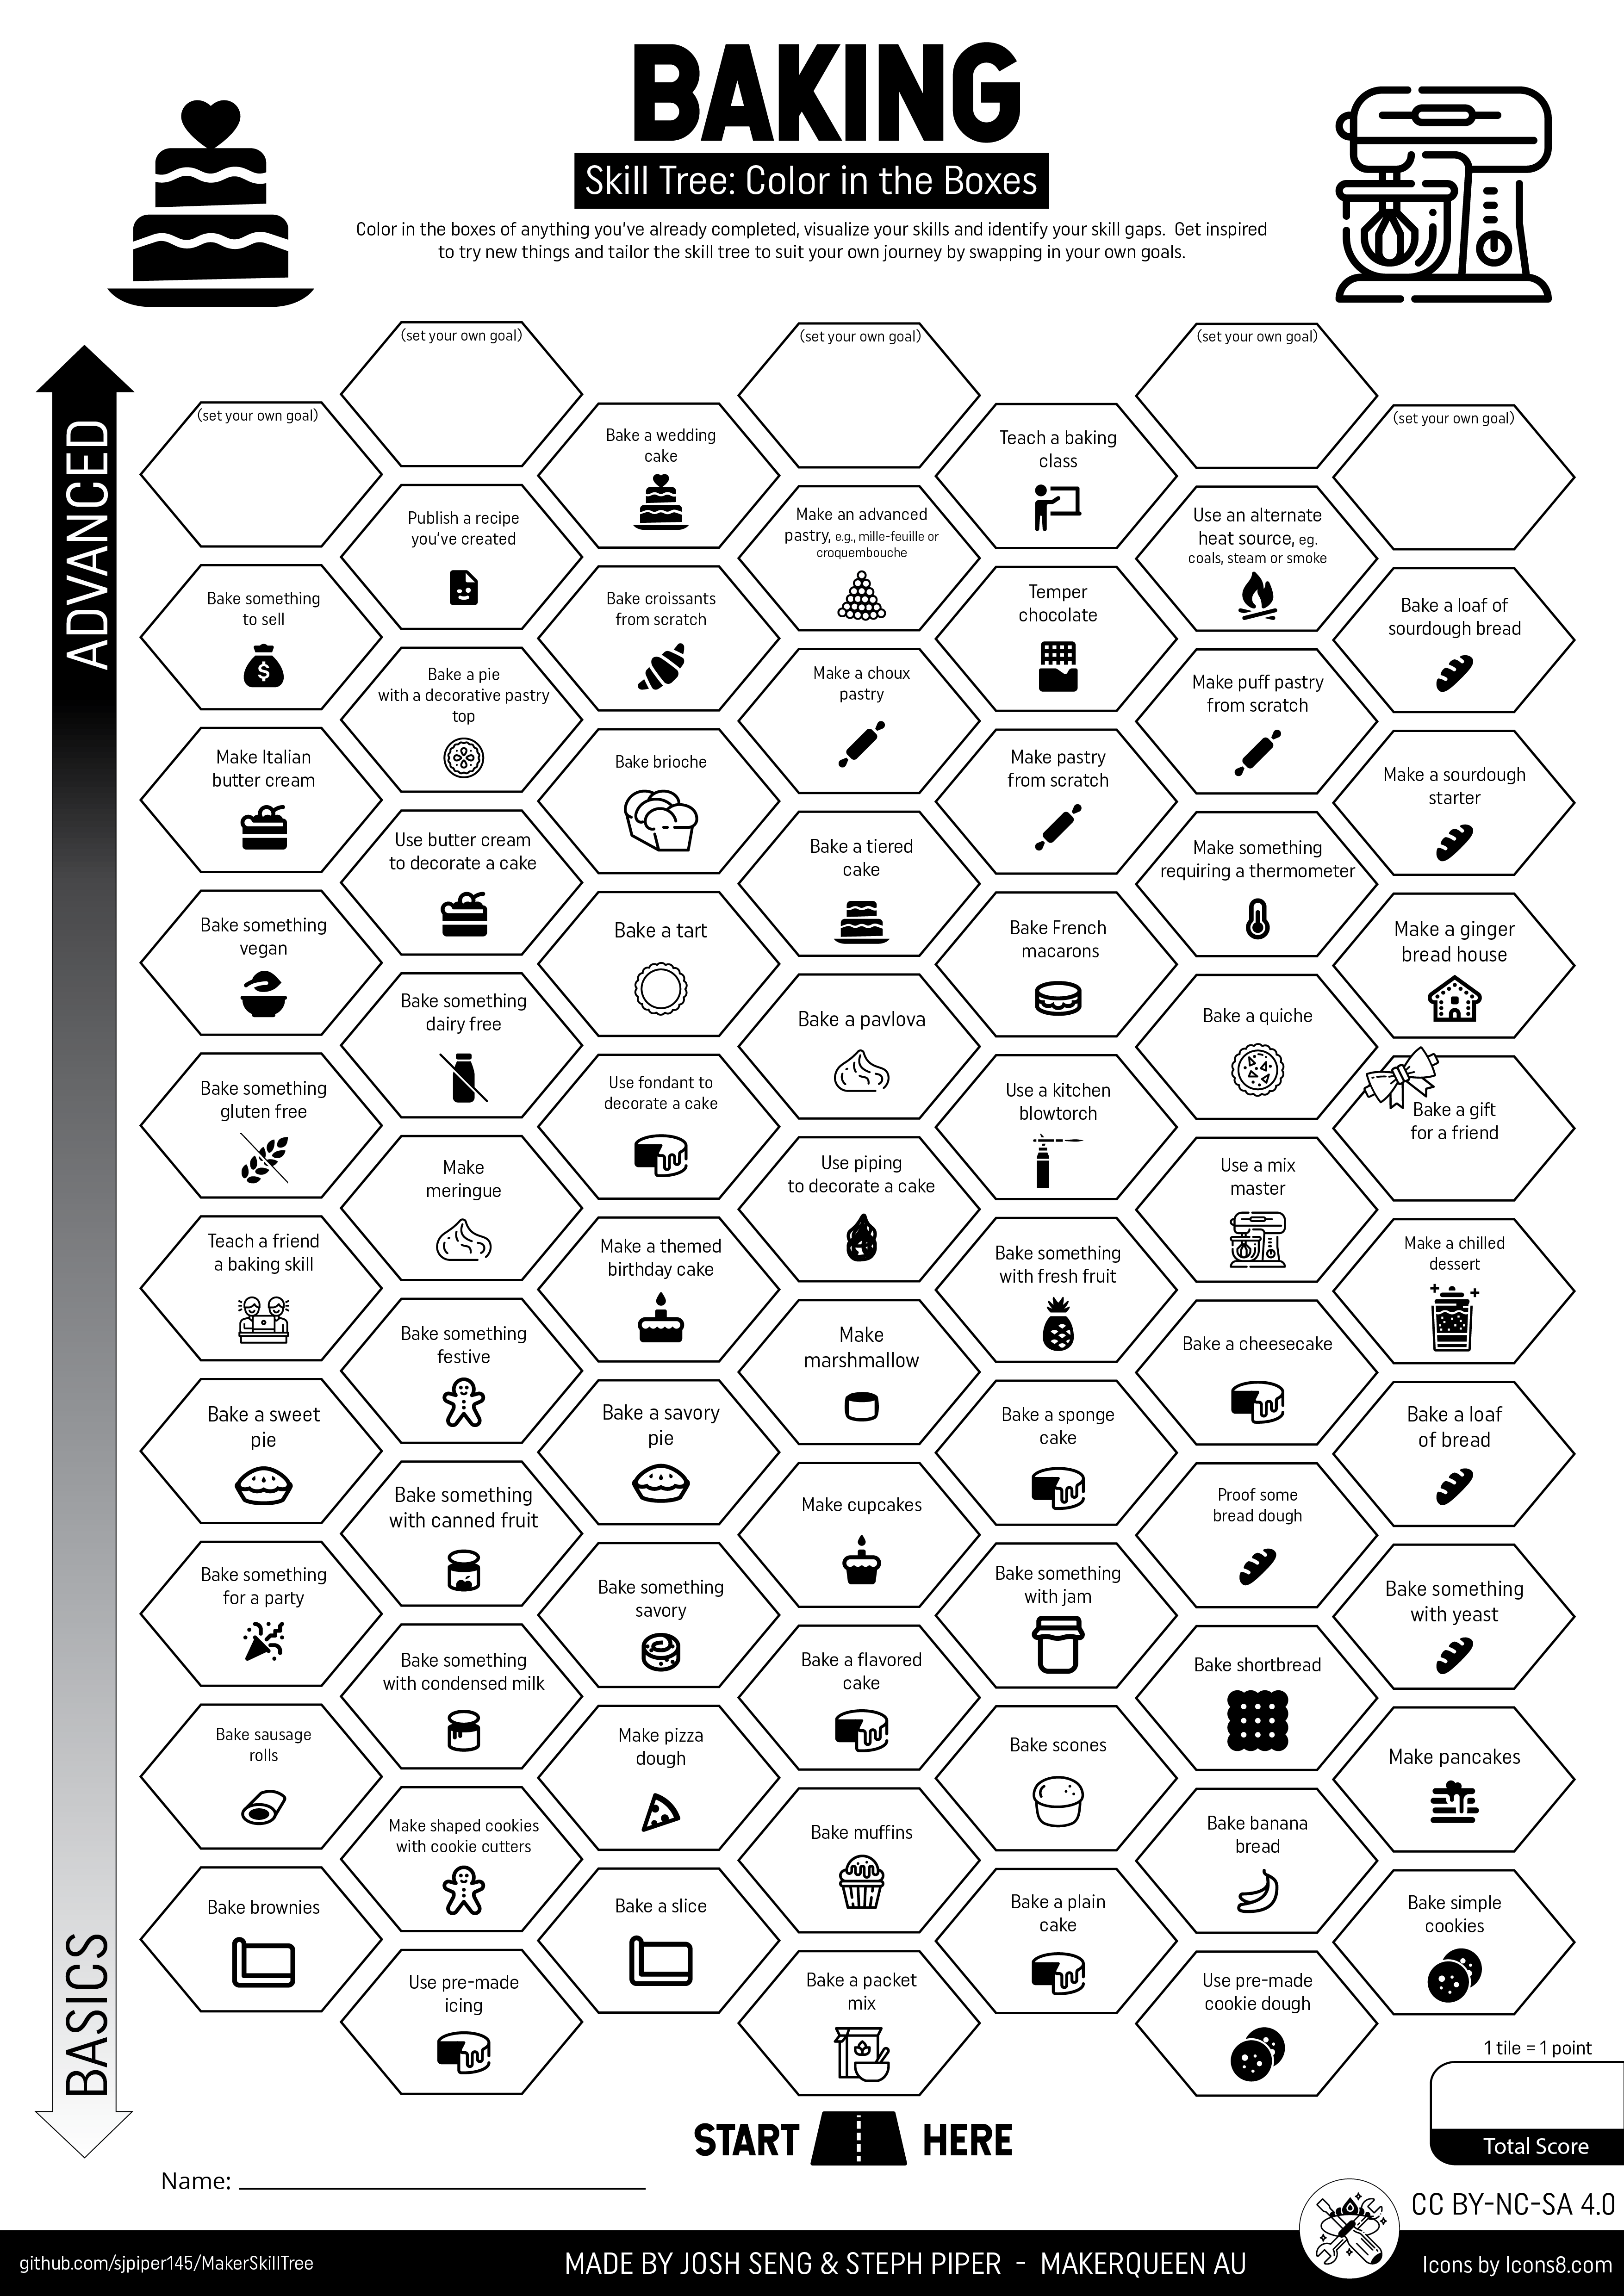 BAKING
Skill Tree: Color in the Boxes
Color in the boxes of anything you've already completed, visualize your skills and identify your skill gaps. Get inspired
to try new things and tailor the skill tree to suit your own journey by swapping in your own goals.
ADVANCED
BASICS
(set your own goal)
(set your own goal)
(set your own goal)
(set your own goal)
(set your own goal)
Bake a wedding
cake
Teach a baking
class
Publish a recipe
you've created
Make an advanced
pastry, e.g., mille-feuille or
croquembouche
Use an alternate
heat source, eg.
coals, steam or smoke
Bake something
to sell
Bake croissants
from scratch
Temper
chocolate
Bake a loaf of
sourdough bread
Bake a pie
with a decorative pastry
top
Make a choux
pastry
Make puff pastry
from scratch
Make Italian
butter cream
Bake brioche
Make pastry
from scratch
Make a sourdough
starter
Use butter cream
to decorate a cake
Bake a tiered
cake
Make something
requiring a thermometer
Bake something
vegan
Bake a tart
Bake French
macarons
Make a ginger
bread house
Bake something
dairy free
Bake a pavlova
Bake a quiche
Bake something
gluten free
Use fondant to
decorate a cake
Use a kitchen
blowtorch
Bake a gift
for a friend
Make
meringue
Use piping
to decorate a cake
Use a mix
master
Teach a friend
a baking skill
Make a themed
birthday cake
Bake something
with fresh fruit
Make a chilled
dessert
Bake something
festive
Make
marshmallow
Bake a cheesecake
Bake a sweet
pie
Bake a savory
pie
Bake a sponge
cake
Bake a loaf
of bread
Bake something
with canned fruit
Make cupcakes
Proof some
bread dough
Bake something
for a party
Bake something
savory
Bake something
with jam
Bake something
with yeast
Bake something
with condensed milk
Bake a flavored
cake
Bake shortbread
Bake sausage
rolls
Make pizza
dough
Bake scones
Make pancakes
Make shaped cookies
with cookie cutters
Bake muffins
Bake banana
bread
Bake brownies
Bake a slice
Bake a plain
cake
Bake simple
cookies
Use pre-made
icing
Bake a packet
mix
Use pre-made
cookie dough
1 tile = 1 point
Total Score
START HERE
Name:
CC BY-NC-SA 4.0
github.com/sjpiper145/MakerSkillTree
MADE BY JOSH SENG & STEPH PIPER - MAKERQUEEN AU
Icons by Icons8.com